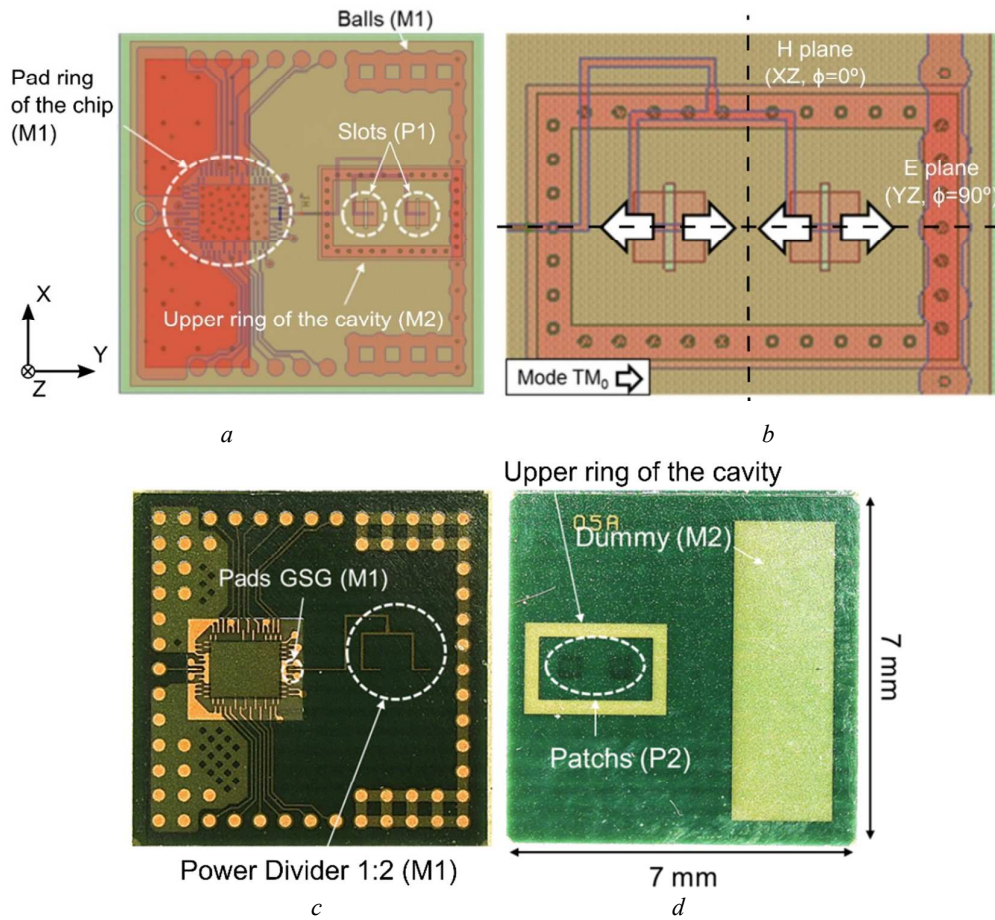 Balls (M1)
Pad ring
of the chip
(M1)
Slots (P1)
Upper ring of the cavity (M2)
X
Y
Z
a
H plane
(XZ, ϕ=0º)
E plane
(YZ, ϕ=90º)
Mode TM₀
b
Pads GSG (M1)
Power Divider 1:2 (M1)
c
Upper ring of the cavity
05A
Dummy (M2)
Patchs (P2)
7 mm
7 mm
d